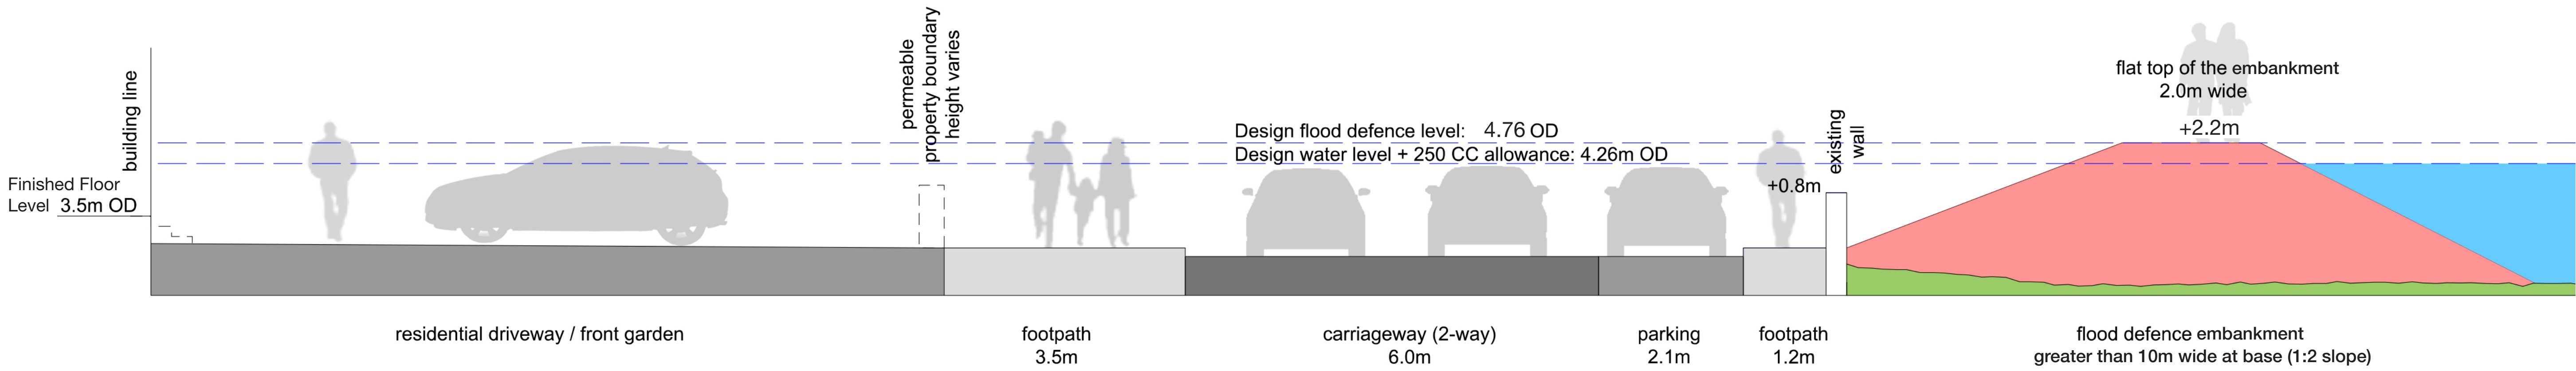 building line
Finished Floor
Level 3.5m OD
permeable
property boundary
height varies
Design flood defence level: 4.76 OD
Design water level + 250 CC allowance: 4.26m OD
+0.8m
existing
wall
flat top of the embankment
2.0m wide
+2.2m
residential driveway / front garden
footpath
3.5m
carriageway (2-way)
6.0m
parking
2.1m
footpath
1.2m
flood defence embankment
greater than 10m wide at base (1:2 slope)